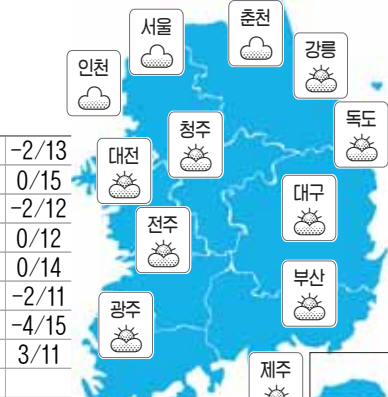 서울
춘천
강릉
인천
독도
청주
대전
대구
전주
부산
광주
제주
-2/13
0/15
-2/12
0/12
0/14
-2/11
-4/15
3/11